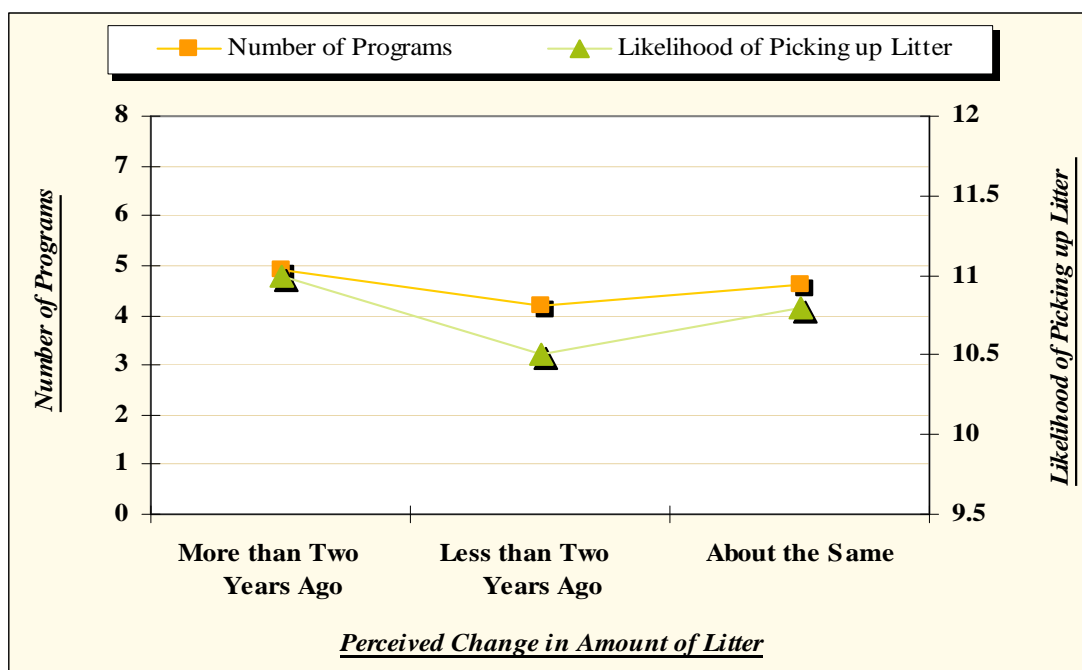 Number of Programs
Likelihood of Picking up Litter
8
7
6
5
4
3
2
1
0
Number of Programs
12
11.5
11
10.5
10
9.5
Likelihood of Picking up Litter
More than Two
Years Ago
Less than Two
Years Ago
About the Same
Perceived Change in Amount of Litter